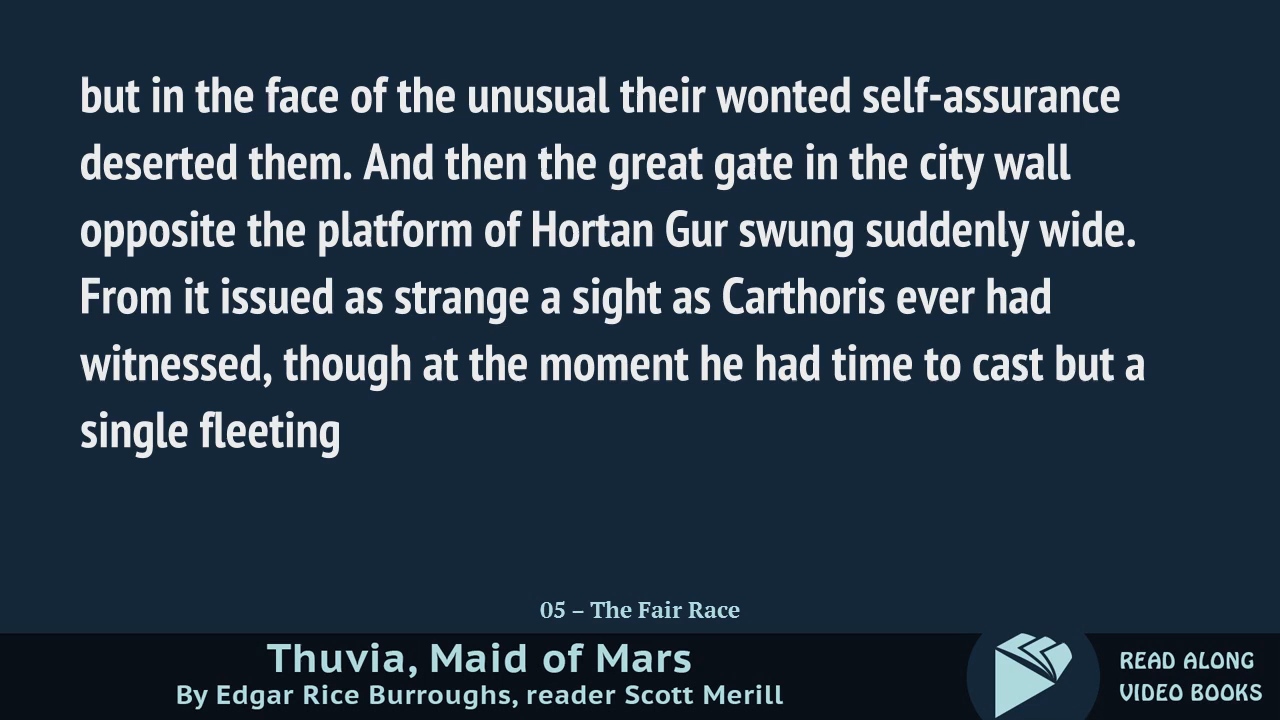 but in the face of the unusual their wonted self-assurance
deserted them. And then the great gate in the city wall
opposite the platform of Hortan Gur swung suddenly wide.
From it issued as strange a sight as Carthoris ever had
witnessed, though at the moment he had time to cast but a
single fleeting
05 – The Fair Race
Thuvia, Maid of Mars
By Edgar Rice Burroughs, reader Scott Merill
READ ALONG
VIDEO BOOKS